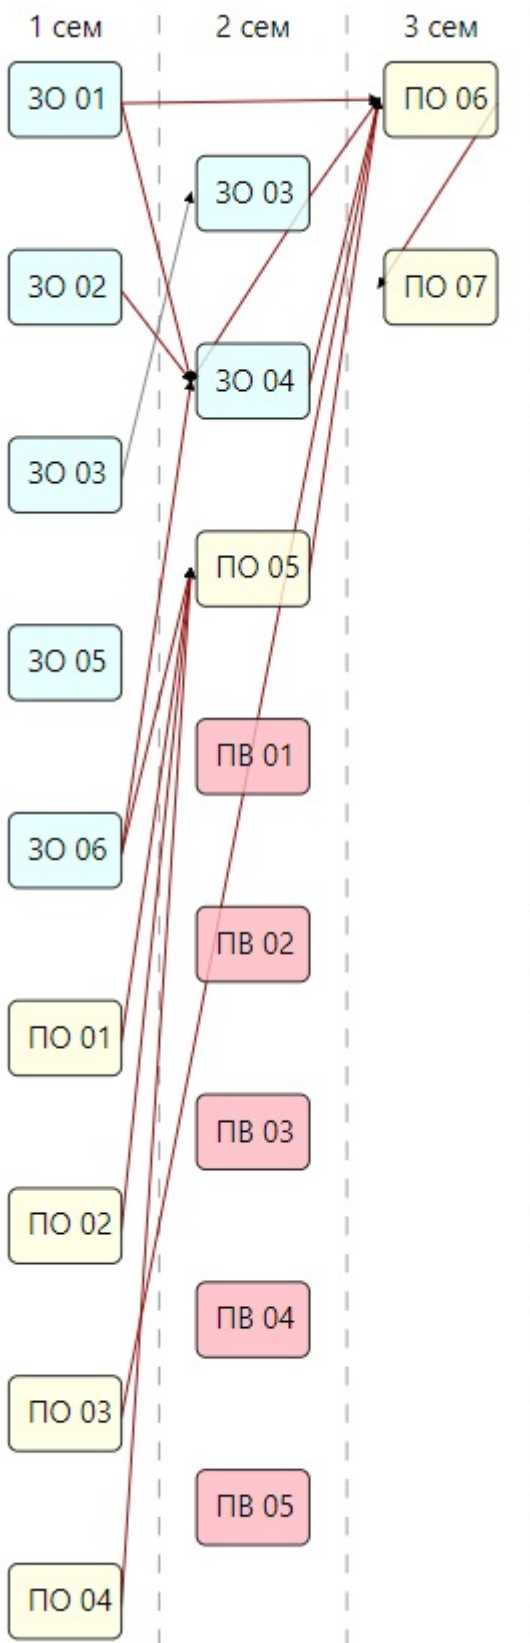 1 сем
2 сем
3 сем
ЗО 01
ПО 06
ЗО 03
ЗО 02
ПО 07
ЗО 04
ЗО 03
ПО 05
ЗО 05
ПВ 01
ЗО 06
ПВ 02
ПО 01
ПВ 03
ПО 02
ПВ 04
ПО 03
ПВ 05
ПО 04